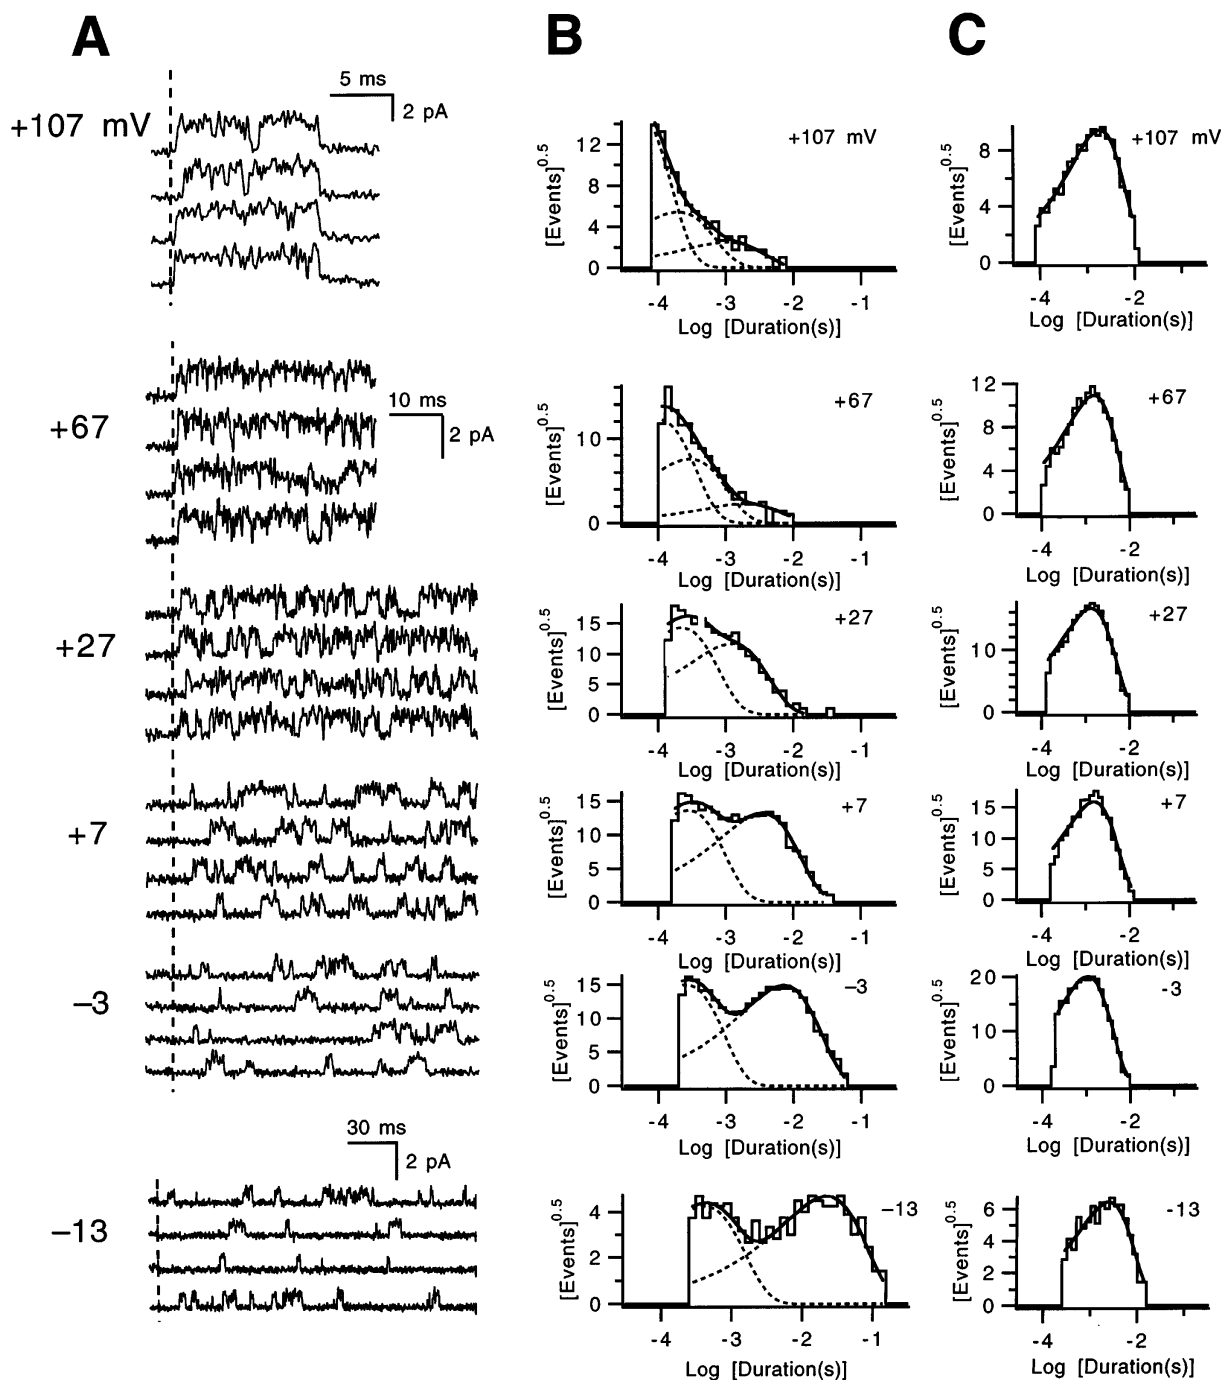 A B C
5 ms
2 pA
+107 mV
10 ms
2 pA
+67
+27
+7
−3
30 ms
2 pA
−13
[Events]0.5
12
8
4
0
+107 mV
-4 -3 -2 -1
Log [Duration(s)]
[Events]0.5
10
0
+67
-4 -3 -2 -1
Log [Duration(s)]
[Events]0.5
15
10
5
0
+27
-4 -3 -2 -1
Log [Duration(s)]
[Events]0.5
15
10
5
0
+7
-4 -3 -2 -1
Log [Duration(s)]
[Events]0.5
15
10
5
0
−3
-4 -3 -2 -1
Log [Duration(s)]
[Events]0.5
4
2
0
−13
-4 -3 -2 -1
Log [Duration(s)]
[Events]0.5
8
4
0
+107 mV
-4 -2
Log [Duration(s)]
[Events]0.5
12
8
4
0
+67
-4 -2
Log [Duration(s)]
[Events]0.5
10
0
+27
-4 -2
Log [Duration(s)]
[Events]0.5
15
10
5
0
+7
-4 -2
Log [Duration(s)]
[Events]0.5
20
10
0
-3
-4 -2
Log [Duration(s)]
[Events]0.5
6
4
2
0
-13
-4 -2
Log [Duration(s)]